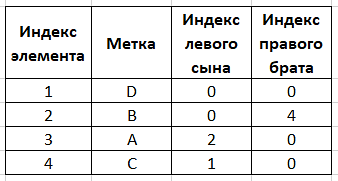 Индекс элемента | Метка | Индекс левого сына | Индекс правого брата
1 | D | 0 | 0
2 | B | 0 | 4
3 | A | 2 | 0
4 | C | 1 | 0